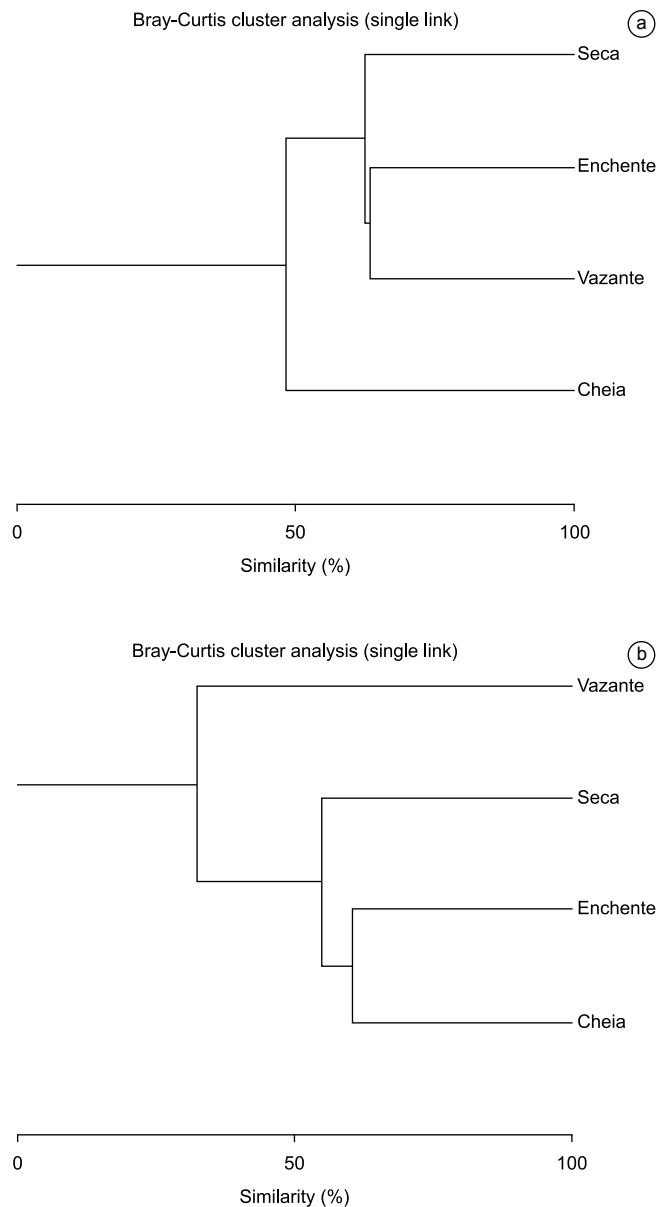 Bray-Curtis cluster analysis (single link)
a
Seca
Enchente
Vazante
Cheia
0 50 100
Similarity (%)
Bray-Curtis cluster analysis (single link)
b
Vazante
Seca
Enchente
Cheia
0 50 100
Similarity (%)